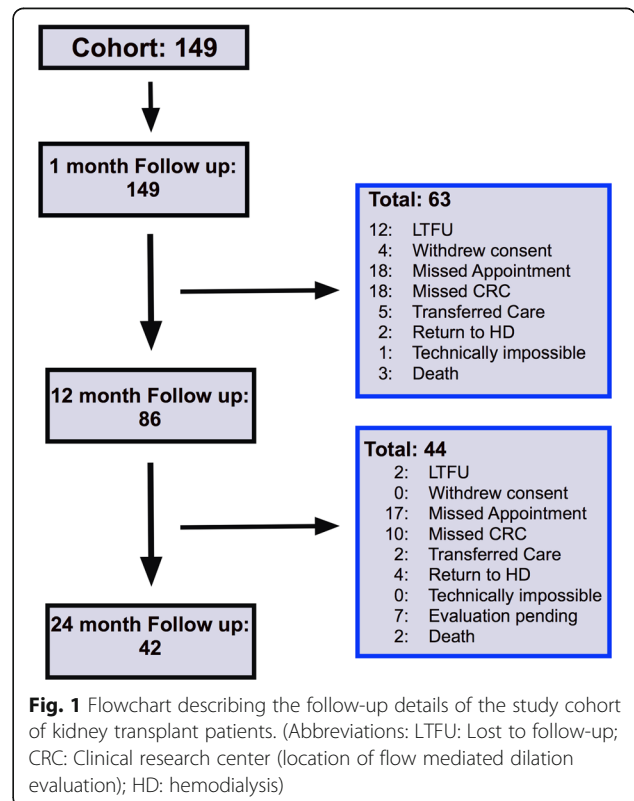 Cohort: 149
1 month Follow up:
149
Total: 63
12: LTFU
4: Withdrew consent
18: Missed Appointment
18: Missed CRC
5: Transferred Care
2: Return to HD
1: Technically impossible
3: Death
12 month Follow up:
86
Total: 44
2: LTFU
0: Withdrew consent
17: Missed Appointment
10: Missed CRC
2: Transferred Care
4: Return to HD
0: Technically impossible
7: Evaluation pending
2: Death
24 month Follow up:
42
Fig. 1 Flowchart describing the follow-up details of the study cohort
of kidney transplant patients. (Abbreviations: LTFU: Lost to follow-up;
CRC: Clinical research center (location of flow mediated dilation
evaluation); HD: hemodialysis)